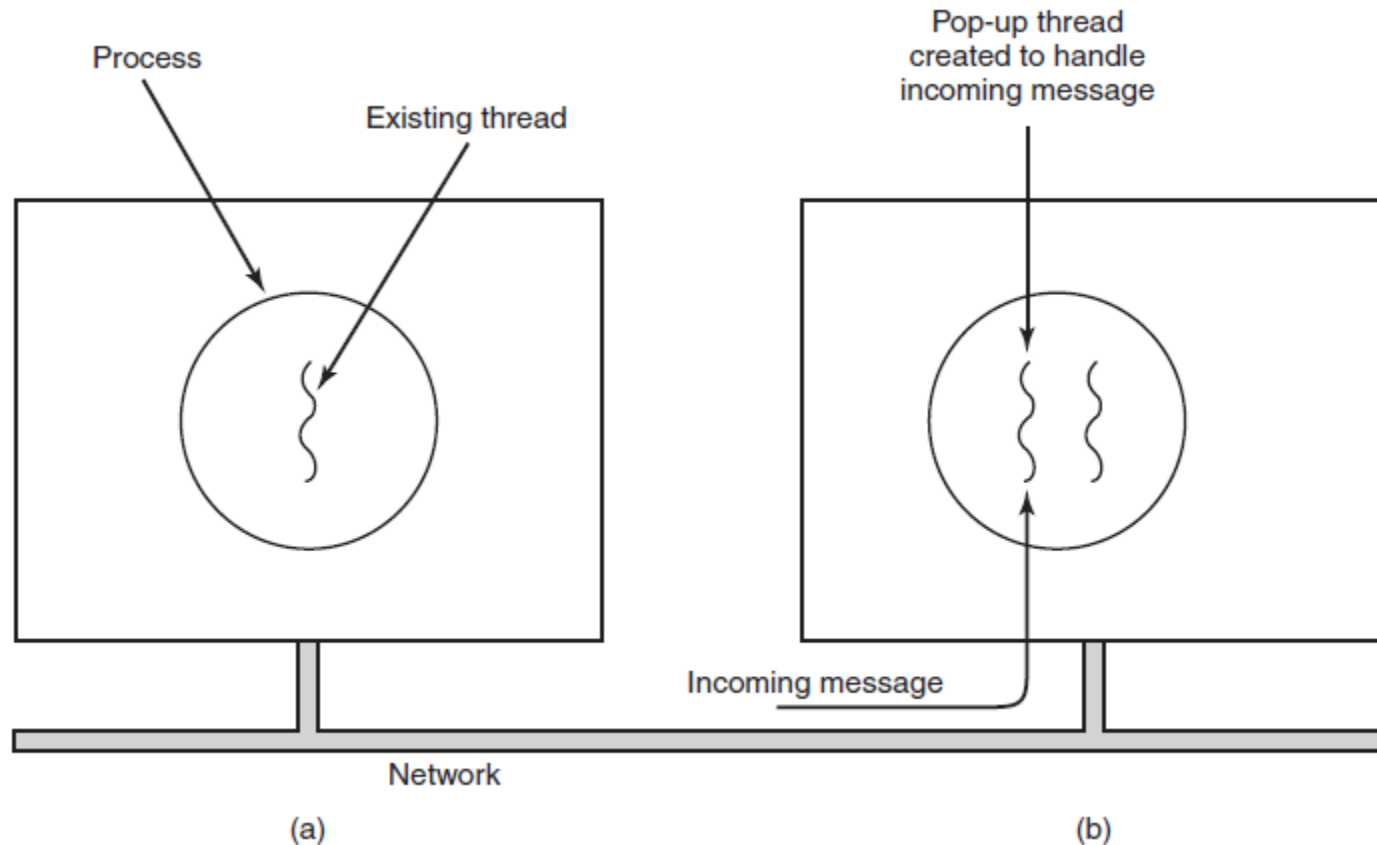 Process
Existing thread
Pop-up thread
created to handle
incoming message
Incoming message
Network
(a)
(b)